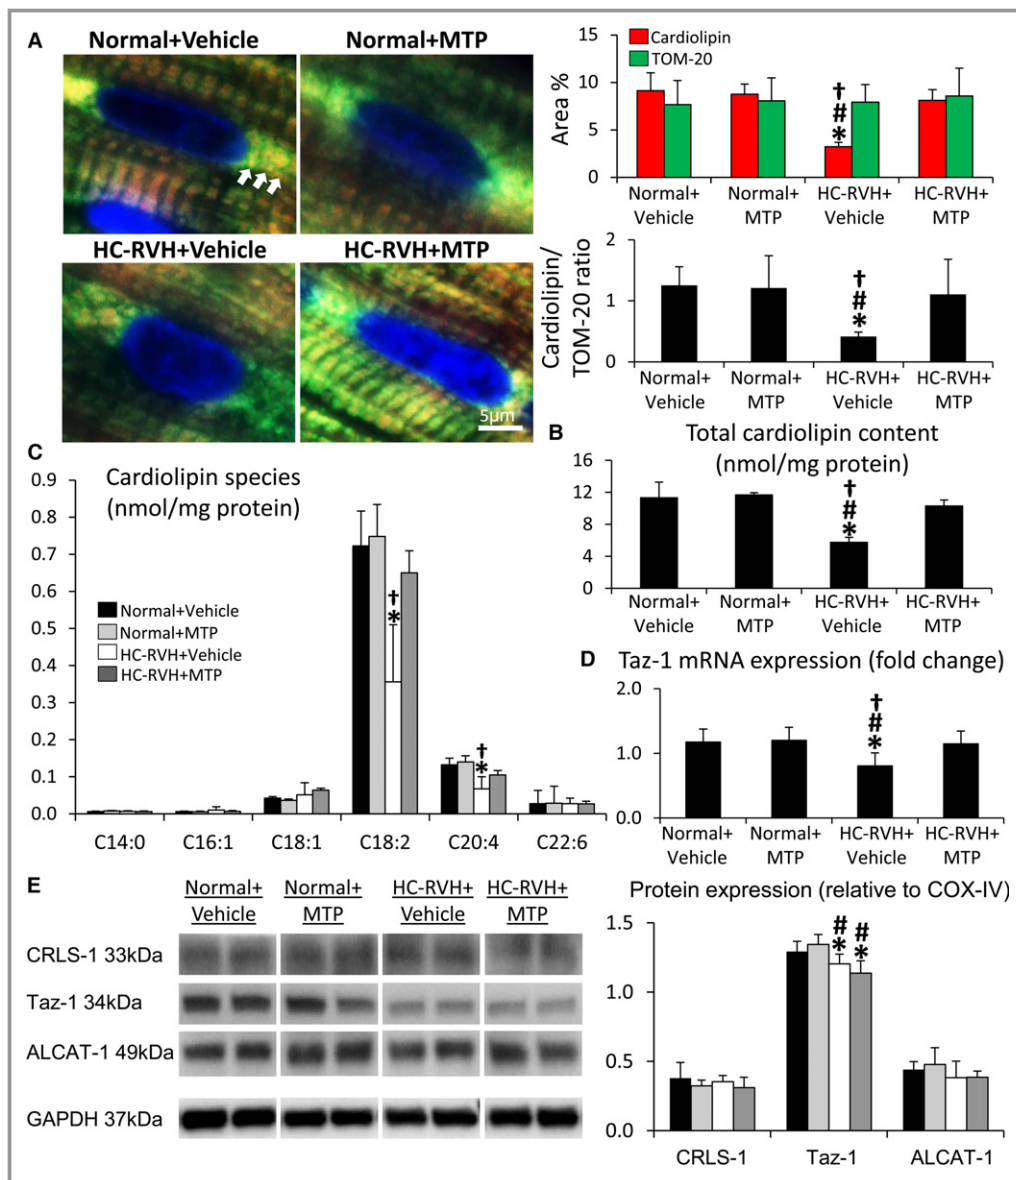 A
Normal+Vehicle
Normal+MTP
HC-RVH+Vehicle
HC-RVH+MTP
5µm
15
10
5
0
Area %
Cardiolipin
TOM-20
†
#
*
Normal+ Normal+ HC-RVH+ HC-RVH+
Vehicle MTP Vehicle MTP
2
1
0
Cardiolipin/
TOM-20 ratio
†
#
*
Normal+ Normal+ HC-RVH+ HC-RVH+
Vehicle MTP Vehicle MTP
B
Total cardiolipin content
(nmol/mg protein)
16
12
8
4
0
†
#
*
Normal+ Normal+ HC-RVH+ HC-RVH+
Vehicle MTP Vehicle MTP
C
Cardiolipin species
(nmol/mg protein)
0.9
0.8
0.7
0.6
0.5
0.4
0.3
0.2
0.1
0.0
Normal+Vehicle
Normal+MTP
HC-RVH+Vehicle
HC-RVH+MTP
†
*
†
*
C14:0 C16:1 C18:1 C18:2 C20:4 C22:6
D
Taz-1 mRNA expression (fold change)
2.0
1.0
0.0
†
#
*
Normal+ Normal+ HC-RVH+ HC-RVH+
Vehicle MTP Vehicle MTP
E
Normal+ Normal+ HC-RVH+ HC-RVH+
Vehicle MTP Vehicle MTP
CRLS-1 33kDa
Taz-1 34kDa
ALCAT-1 49kDa
GAPDH 37kDa
Protein expression (relative to COX-IV)
1.5
1.0
0.5
0.0
# #
* *
CRLS-1 Taz-1 ALCAT-1